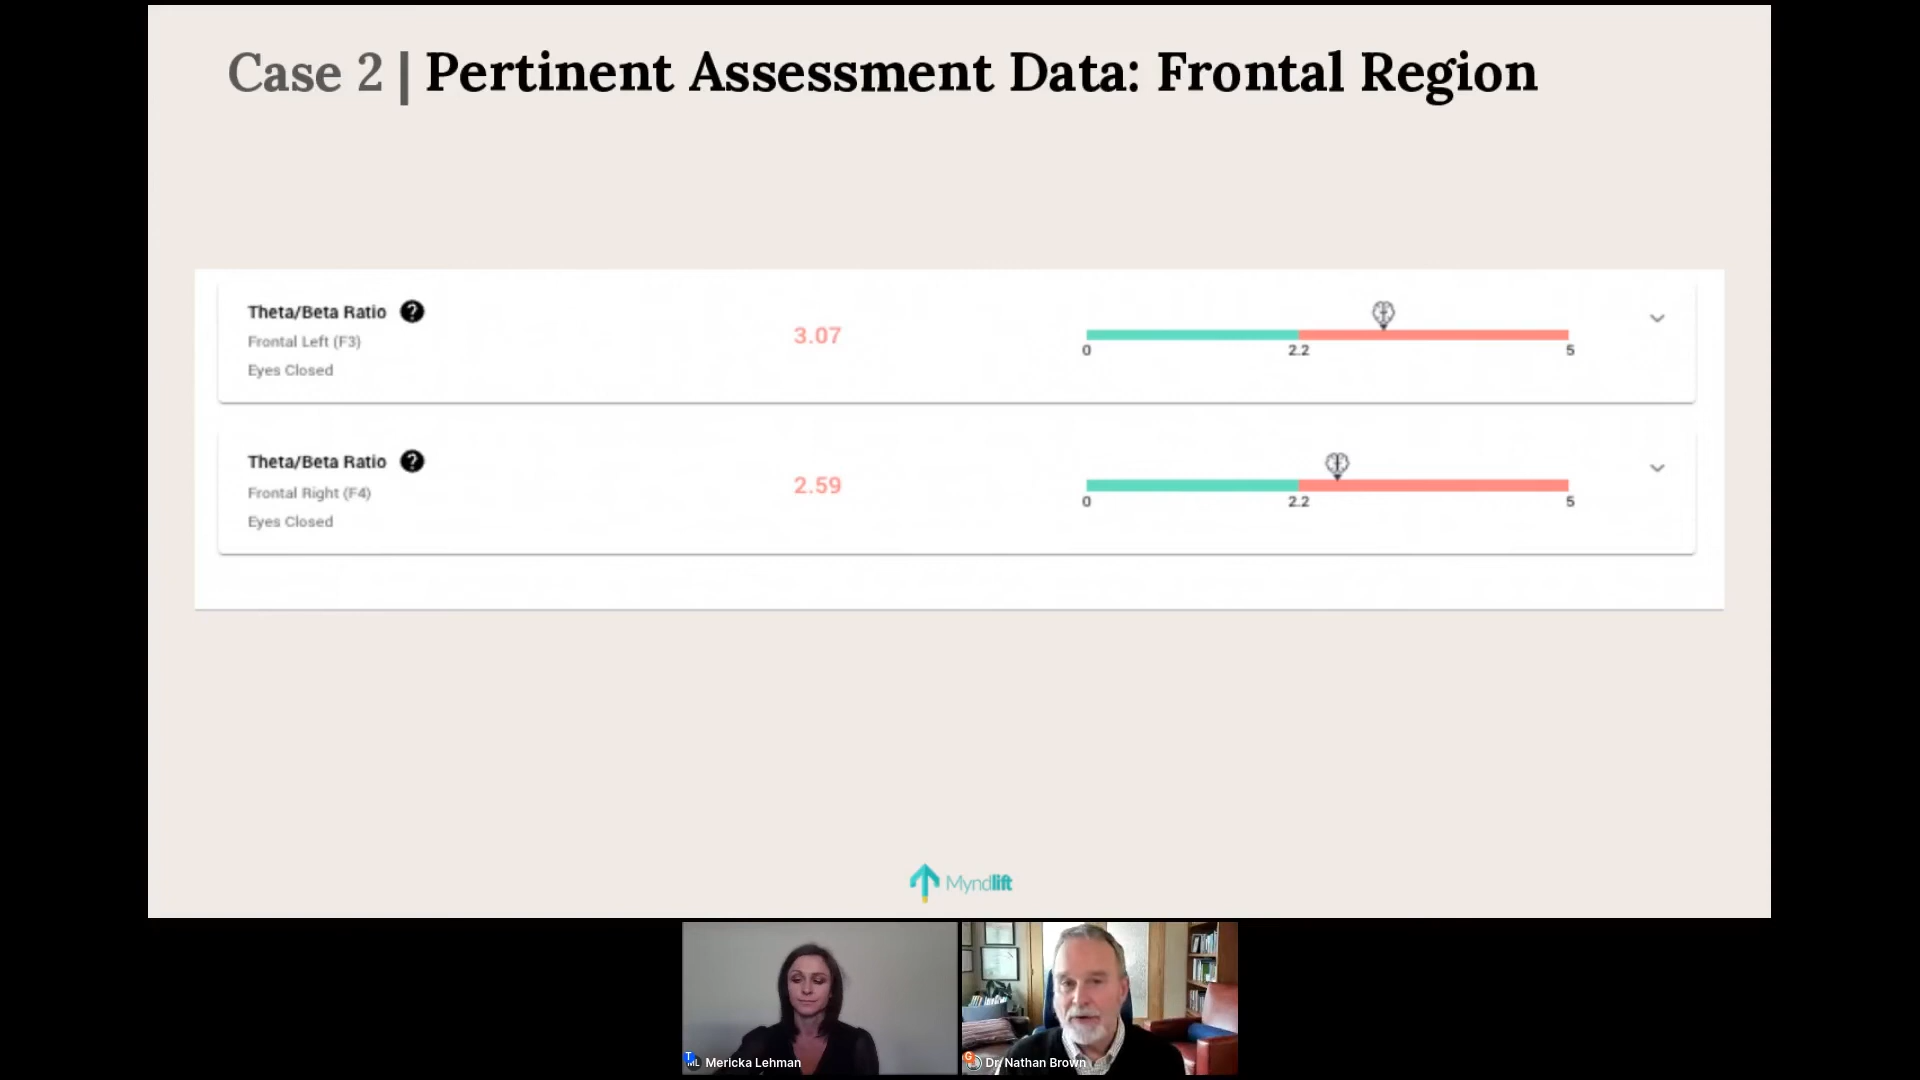 Case 2 | Pertinent Assessment Data: Frontal Region
Theta/Beta Ratio ?
Frontal Left (F3)
Eyes Closed
3.07
0 2.2 5
Theta/Beta Ratio ?
Frontal Right (F4)
Eyes Closed
2.59
0 2.2 5
Myndlift
T ML Mericka Lehman
G Dr Nathan Brown